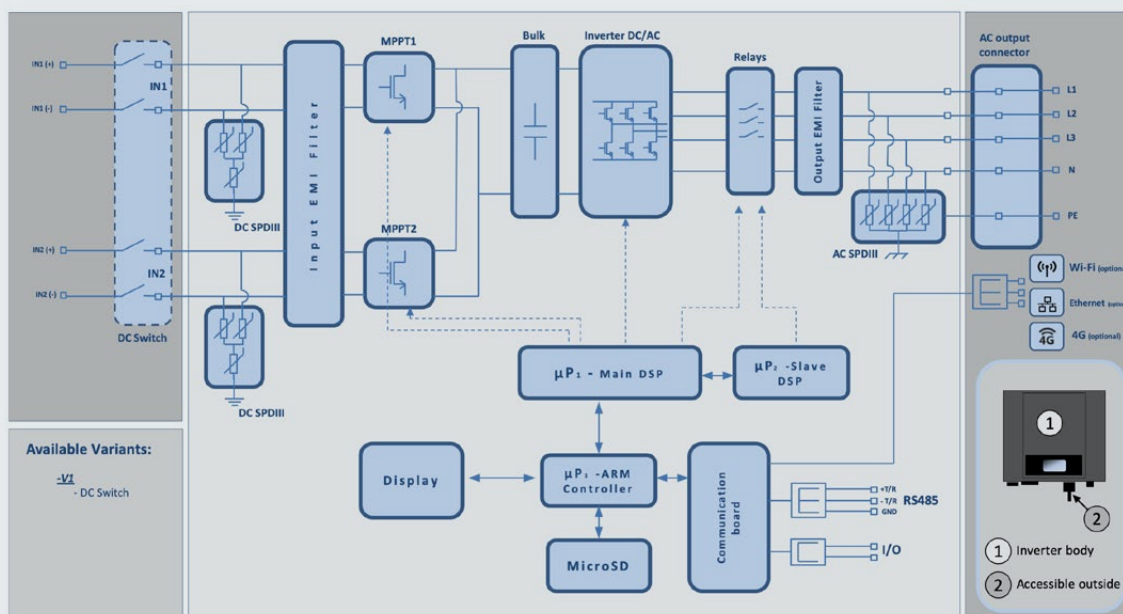 IN1 (+)
IN1 (-)
IN1
IN2 (+)
IN2 (-)
IN2
DC Switch
DC SPDIII
DC SPDIII
Input EMI Filter
MPPT1
MPPT2
Bulk
Inverter DC/AC
Relays
Output EMI Filter
AC SPDIII
AC output
connector
L1
L2
L3
N
PE
Wi-Fi (optional
Ethernet (optio
4G
4G (optional)
μP₁ - Main DSP
μP₂ -Slave
DSP
Display
μP₃ -ARM
Controller
MicroSD
Communication
board
+T/R
- T/R
GND
RS485
I/O
Available Variants:
-V1
- DC Switch
1
2
1 Inverter body
2 Accessible outside